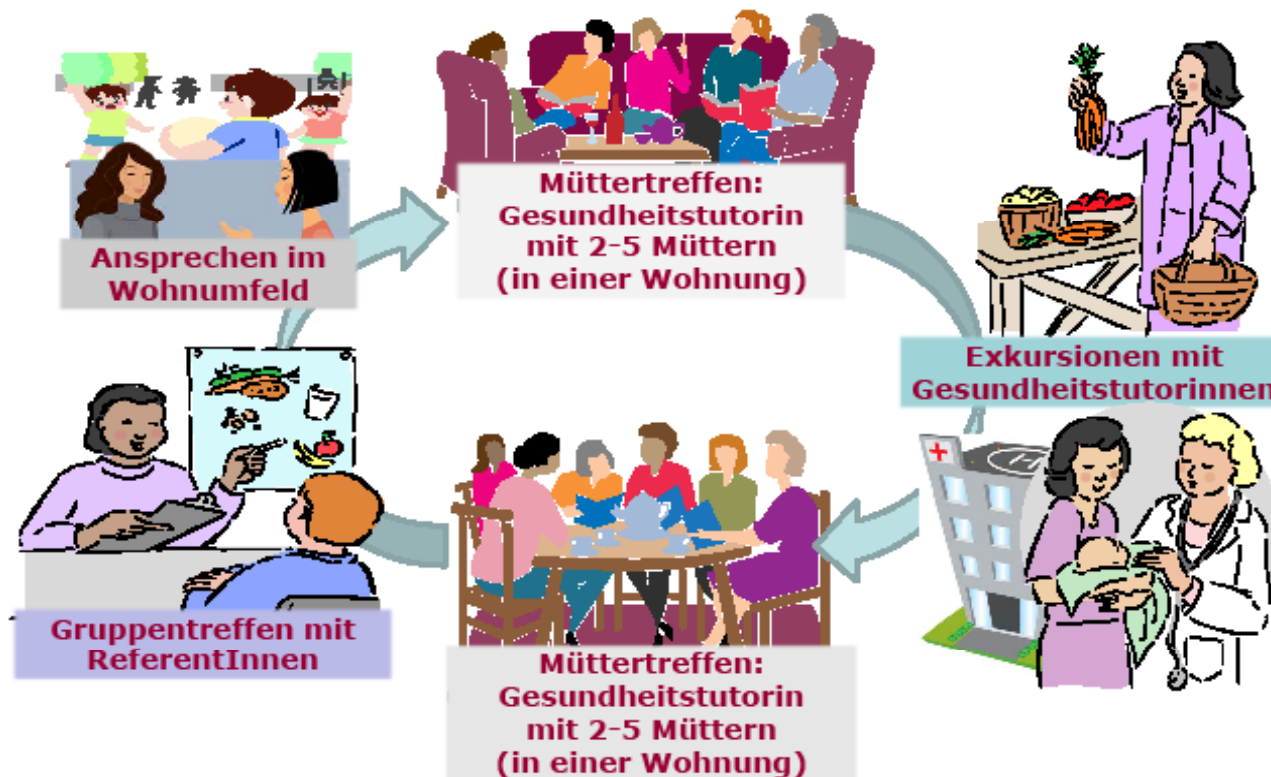 Ansprechen im
Wohnumfeld
Müttertreffen:
Gesundheitstutorin
mit 2-5 Müttern
(in einer Wohnung)
Exkursionen mit
Gesundheitstutorinnen
H
Müttertreffen:
Gesundheitstutorin
mit 2-5 Müttern
(in einer Wohnung)
Gruppentreffen mit
ReferentInnen